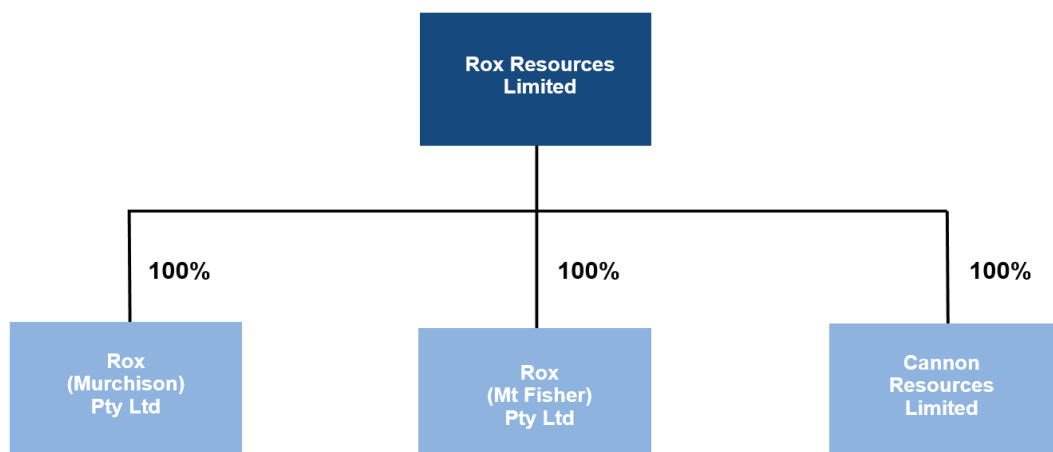 Rox Resources
Limited
100%
100%
100%
Rox
(Murchison)
Pty Ltd
Rox
(Mt Fisher)
Pty Ltd
Cannon
Resources
Limited